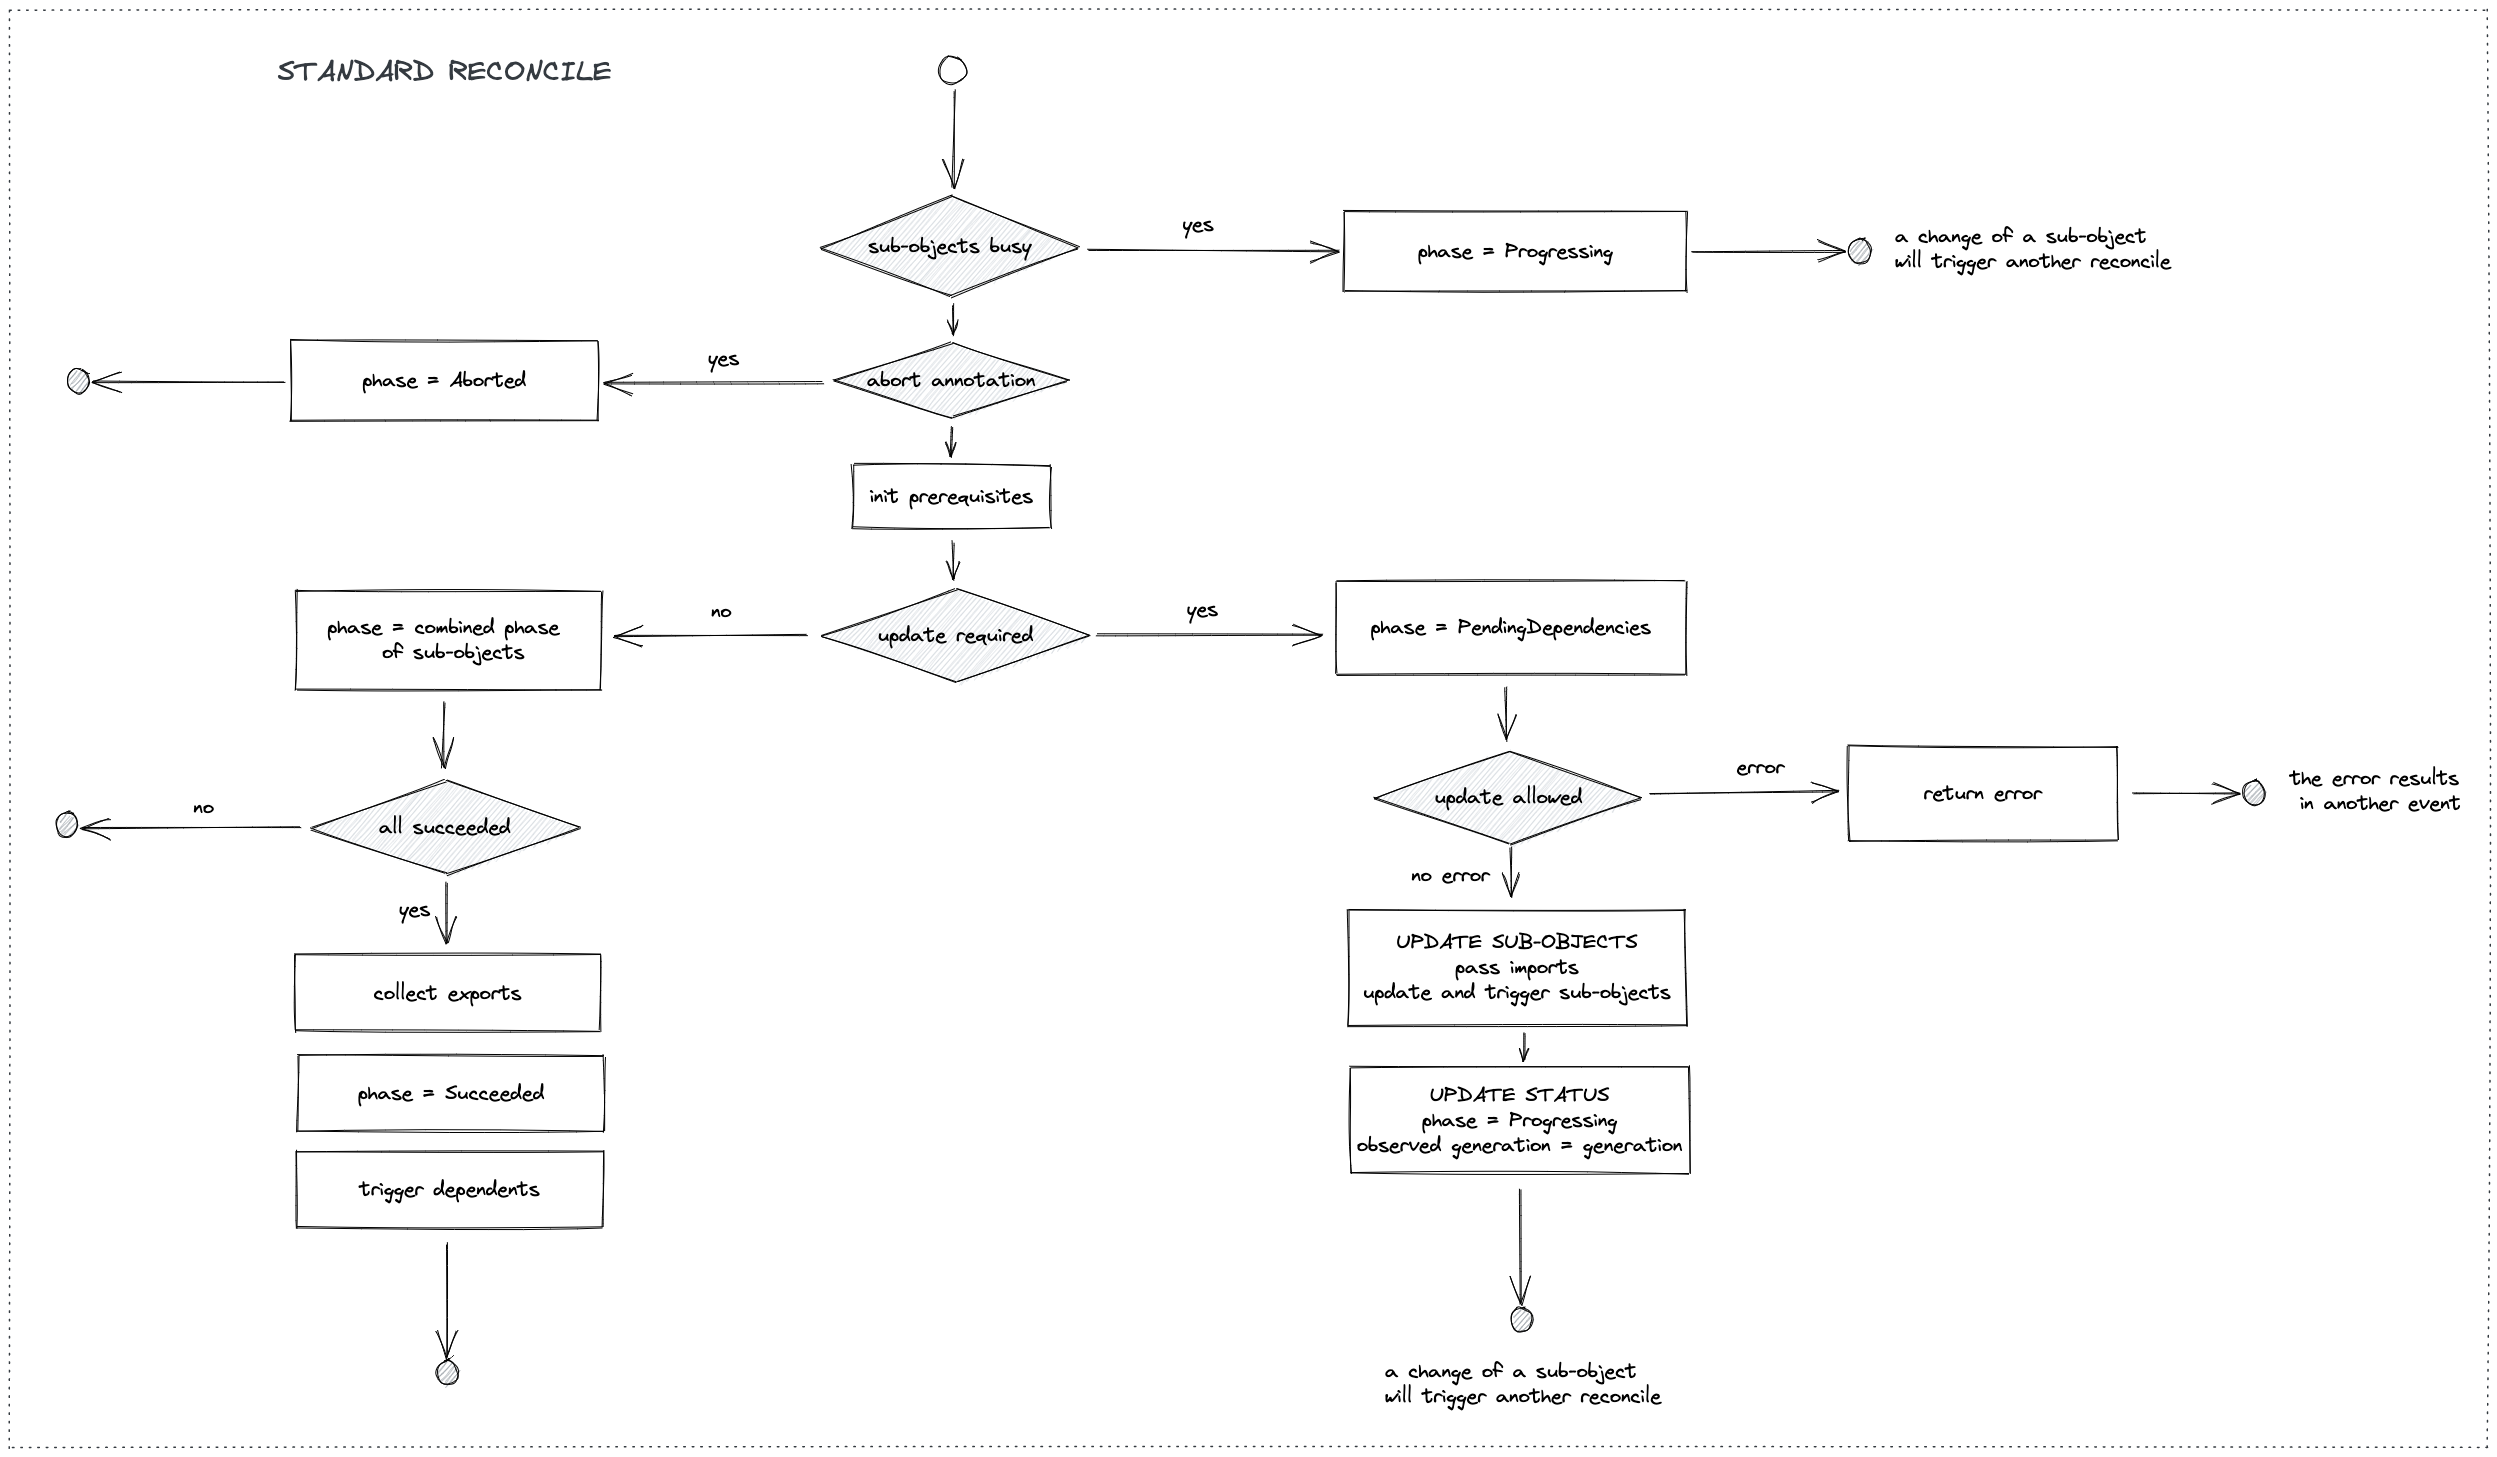 STANDARD RECONCILE
sub-objects busy
yes
phase = Progressing
a change of a sub-object
will trigger another reconcile
phase = Aborted
yes
abort annotation
init prerequisites
phase = combined phase
of sub-objects
no
update required
yes
phase = PendingDependencies
update allowed
error
return error
the error results
in another event
no
all succeeded
no error
yes
UPDATE SUB-OBJECTS
pass imports
update and trigger sub-objects
collect exports
phase = Succeeded
UPDATE STATUS
phase = Progressing
observed generation = generation
trigger dependents
a change of a sub-object
will trigger another reconcile